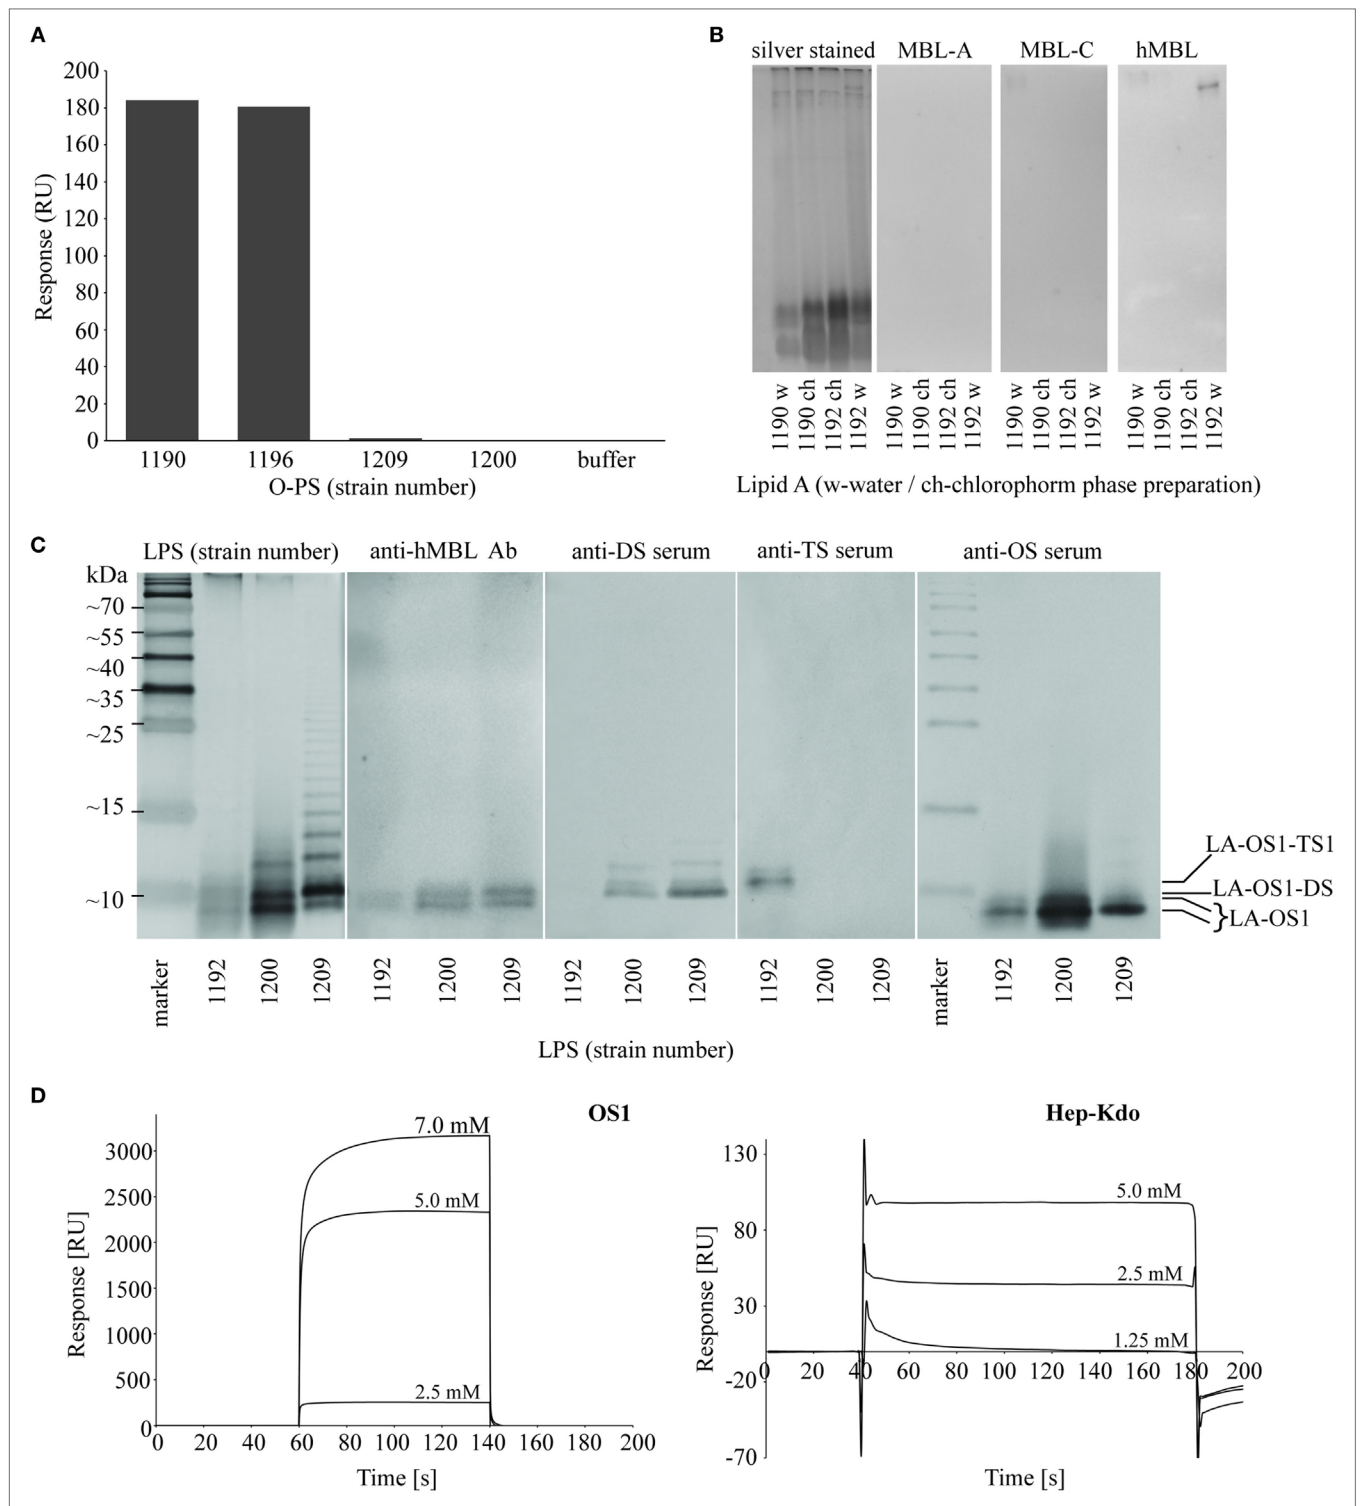 A
200
180
160
140
120
100
80
60
40
20
0
Response (RU)
1190 1196 1209 1200 buffer
O-PS (strain number)
B
silver stained MBL-A MBL-C hMBL
1190 w 1190 ch 1192 ch 1192 w 1190 w 1190 ch 1192 ch 1192 w 1190 w 1190 ch 1192 ch 1192 w 1190 w 1190 ch 1192 ch 1192 w
Lipid A (w-water / ch-chlorophorm phase preparation)
C
LPS (strain number) anti-hMBL Ab anti-DS serum anti-TS serum anti-OS serum
kDa
~70
~55
~40
~35
~25
~15
~10
LA-OS1-TS1
LA-OS1-DS
}LA-OS1
marker 1192 1200 1209 1192 1200 1209 1192 1200 1209 1192 1200 1209 marker 1192 1200 1209
LPS (strain number)
D
OS1
7.0 mM
5.0 mM
2.5 mM
3000
2500
2000
1500
1000
500
0
Response [RU]
0 20 40 60 80 100 120 140 160 180 200
Time [s]
Hep-Kdo
5.0 mM
2.5 mM
1.25 mM
130
80
30
-20
-70
Response [RU]
0 20 40 60 80 100 120 140 160 180 200
Time [s]